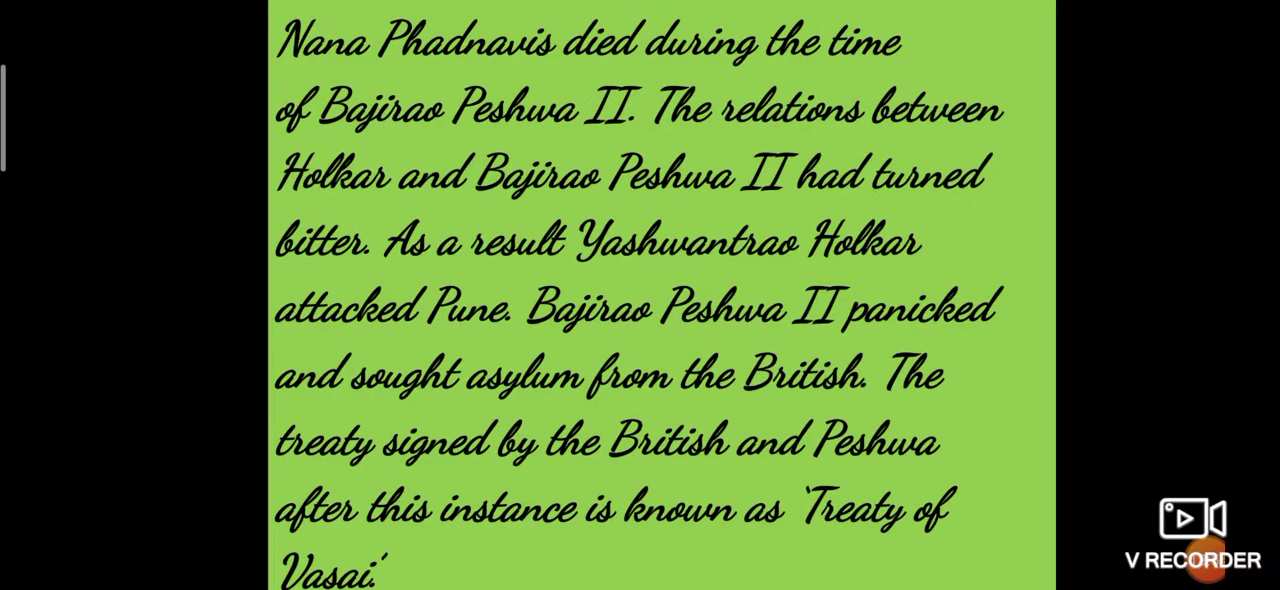 Nana Phadnavis died during the time
of Bajirao Peshwa II. The relations between
Holkar and Bajirao Peshwa II had turned
bitter. As a result Yashwantrao Holkar
attacked Pune. Bajirao Peshwa II panicked
and sought asylum from the British. The
treaty signed by the British and Peshwa
after this instance is known as ‘Treaty of
Vasai.’
V RECORDER